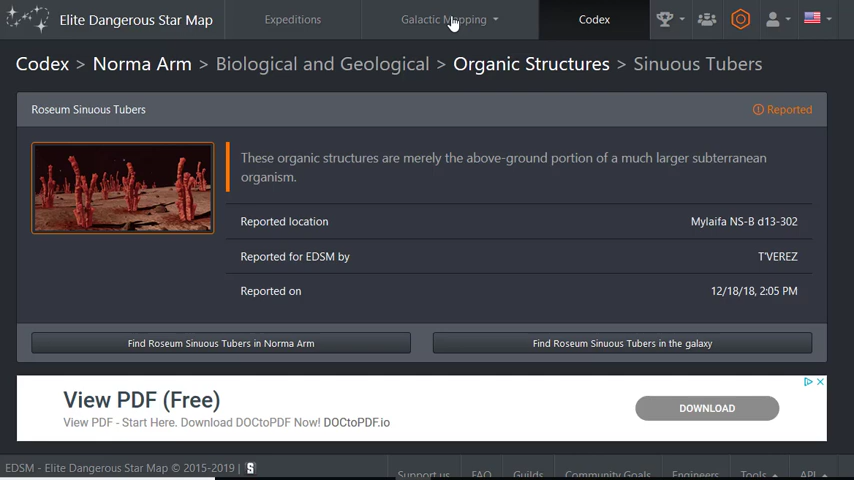 Elite Dangerous Star Map
Expeditions
Galactic Mapping
Codex
Codex > Norma Arm > Biological and Geological > Organic Structures > Sinuous Tubers
Roseum Sinuous Tubers
Reported
These organic structures are merely the above-ground portion of a much larger subterranean
organism.
Reported location
Mylaifa NS-B d13-302
Reported for EDSM by
T'VEREZ
Reported on
12/18/18, 2:05 PM
Find Roseum Sinuous Tubers in Norma Arm
Find Roseum Sinuous Tubers in the galaxy
View PDF (Free)
View PDF - Start Here. Download DOCtoPDF Now! DOCtoPDF.io
DOWNLOAD
EDSM - Elite Dangerous Star Map © 2015-2019 | S
Support us
FAQ
Guilds
Community Goals
Engineers
Tools
API